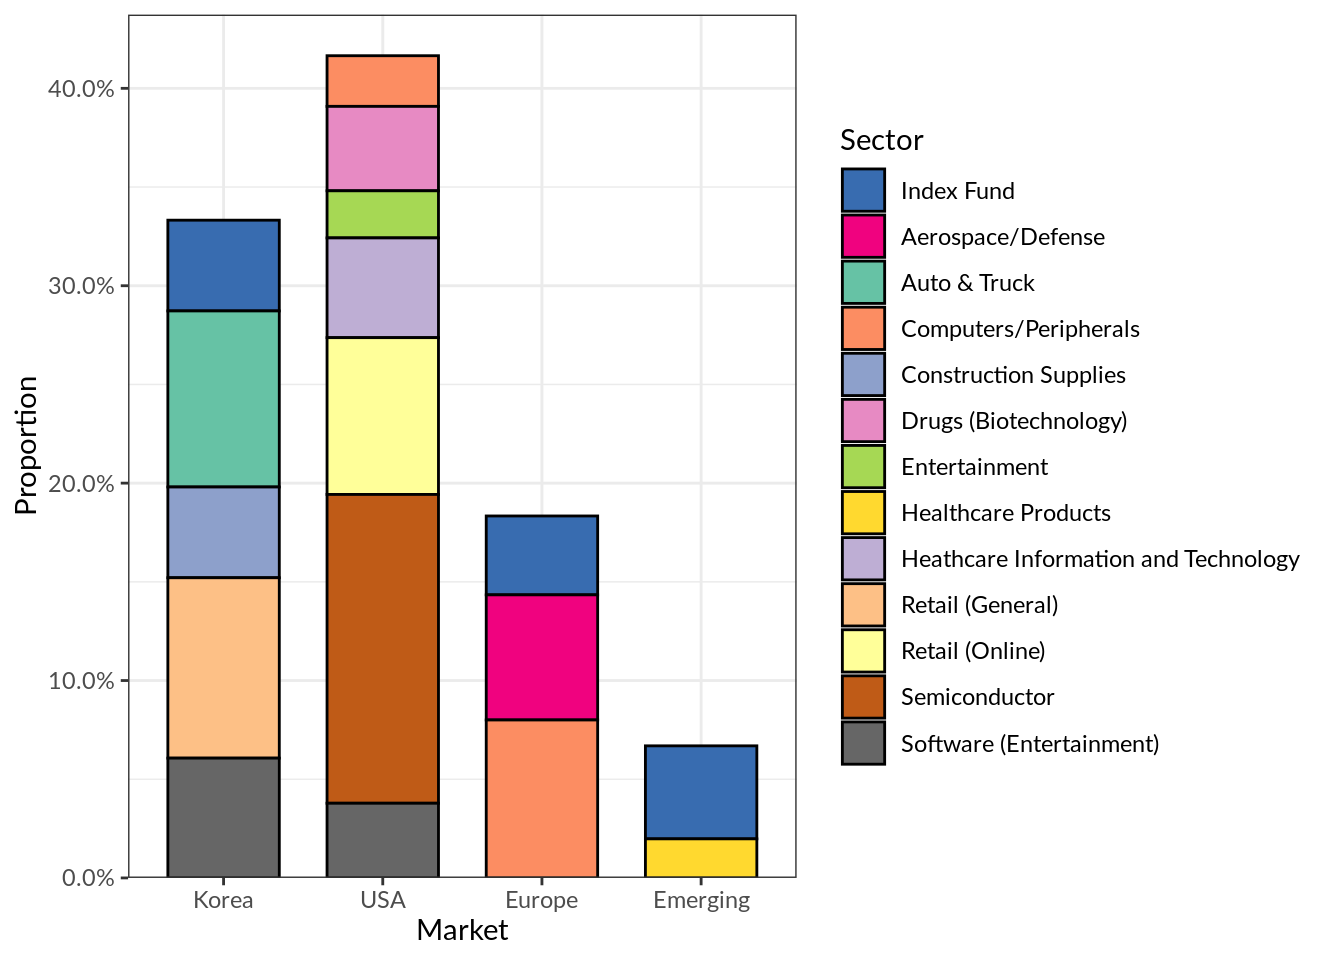 40.0%
30.0%
20.0%
10.0%
0.0%
Proportion
Korea
USA
Europe
Emerging
Market
Sector
Index Fund
Aerospace/Defense
Auto & Truck
Computers/Peripherals
Construction Supplies
Drugs (Biotechnology)
Entertainment
Healthcare Products
Heathcare Information and Technology
Retail (General)
Retail (Online)
Semiconductor
Software (Entertainment)